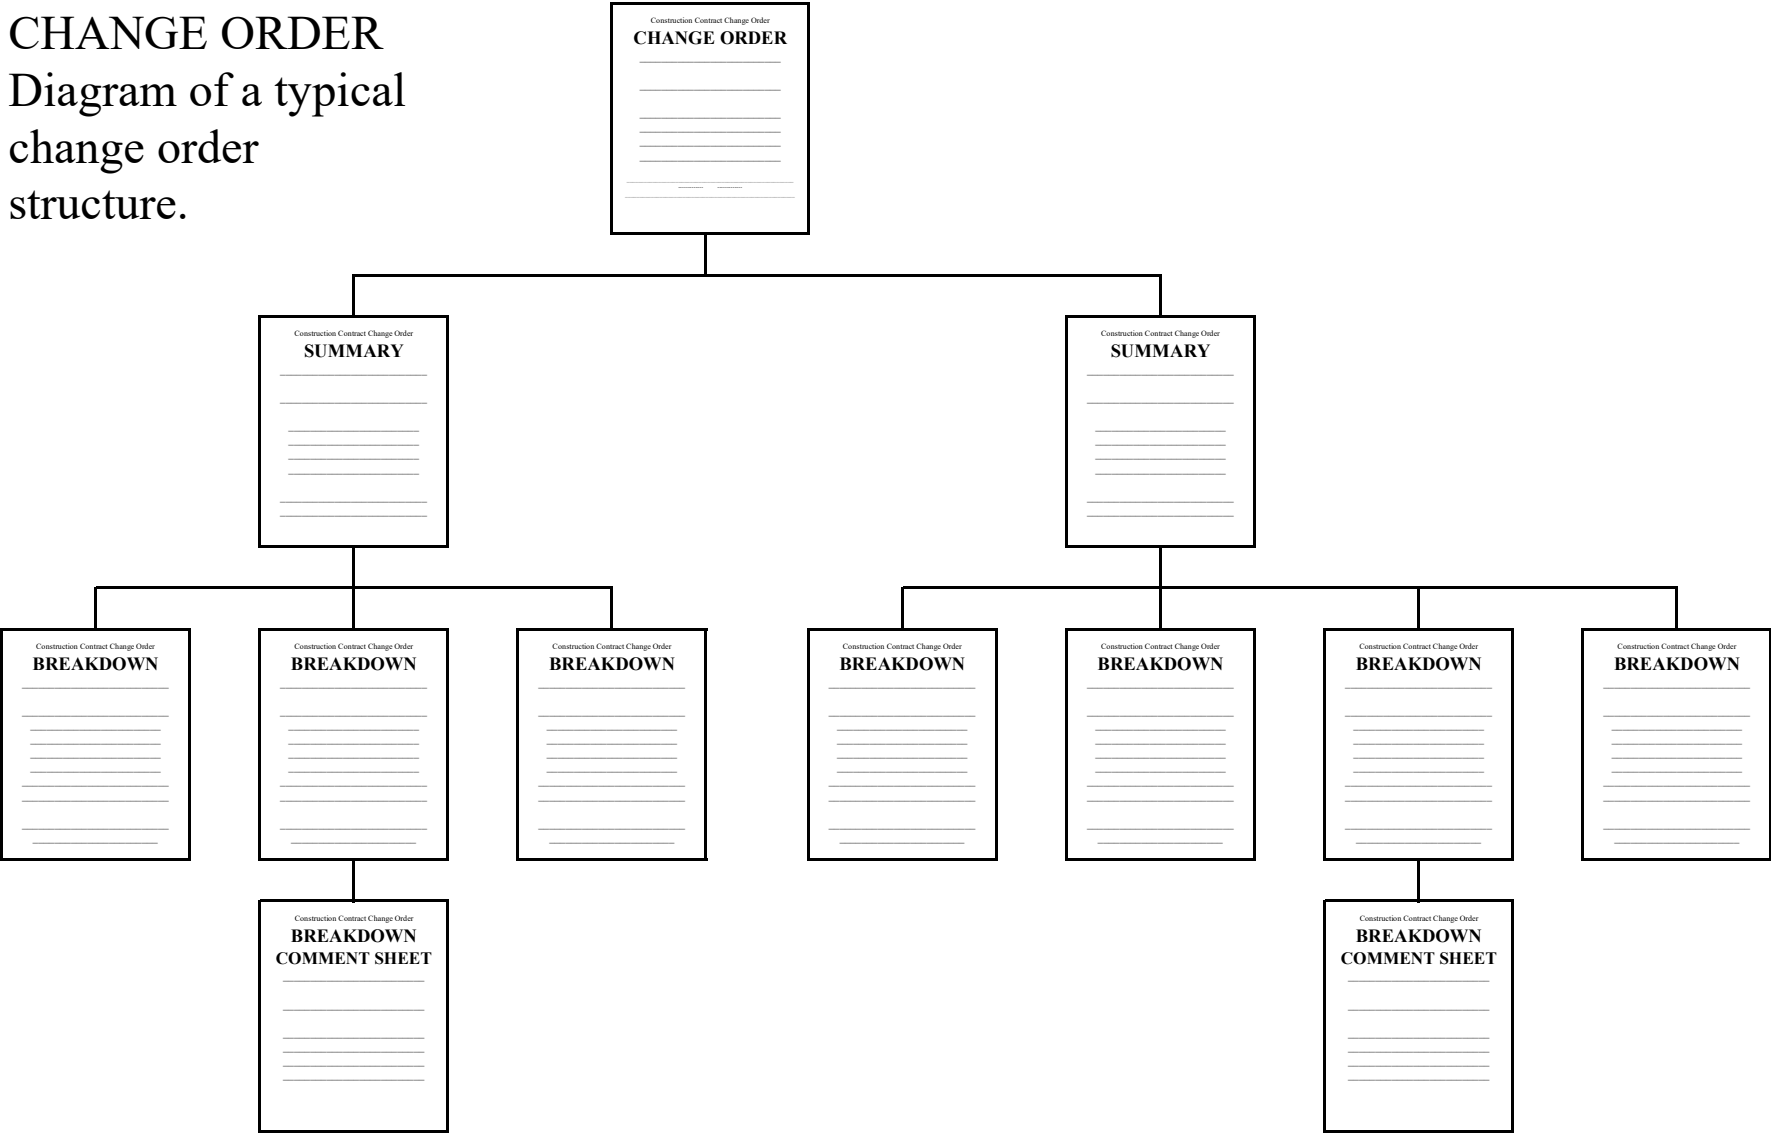 CHANGE ORDER
Diagram of a typical
change order
structure.
Construction Contract Change Order
CHANGE ORDER
Construction Contract Change Order
SUMMARY
Construction Contract Change Order
SUMMARY
Construction Contract Change Order
BREAKDOWN
Construction Contract Change Order
BREAKDOWN
Construction Contract Change Order
BREAKDOWN
Construction Contract Change Order
BREAKDOWN
Construction Contract Change Order
BREAKDOWN
Construction Contract Change Order
BREAKDOWN
Construction Contract Change Order
BREAKDOWN
Construction Contract Change Order
BREAKDOWN
COMMENT SHEET
Construction Contract Change Order
BREAKDOWN
COMMENT SHEET